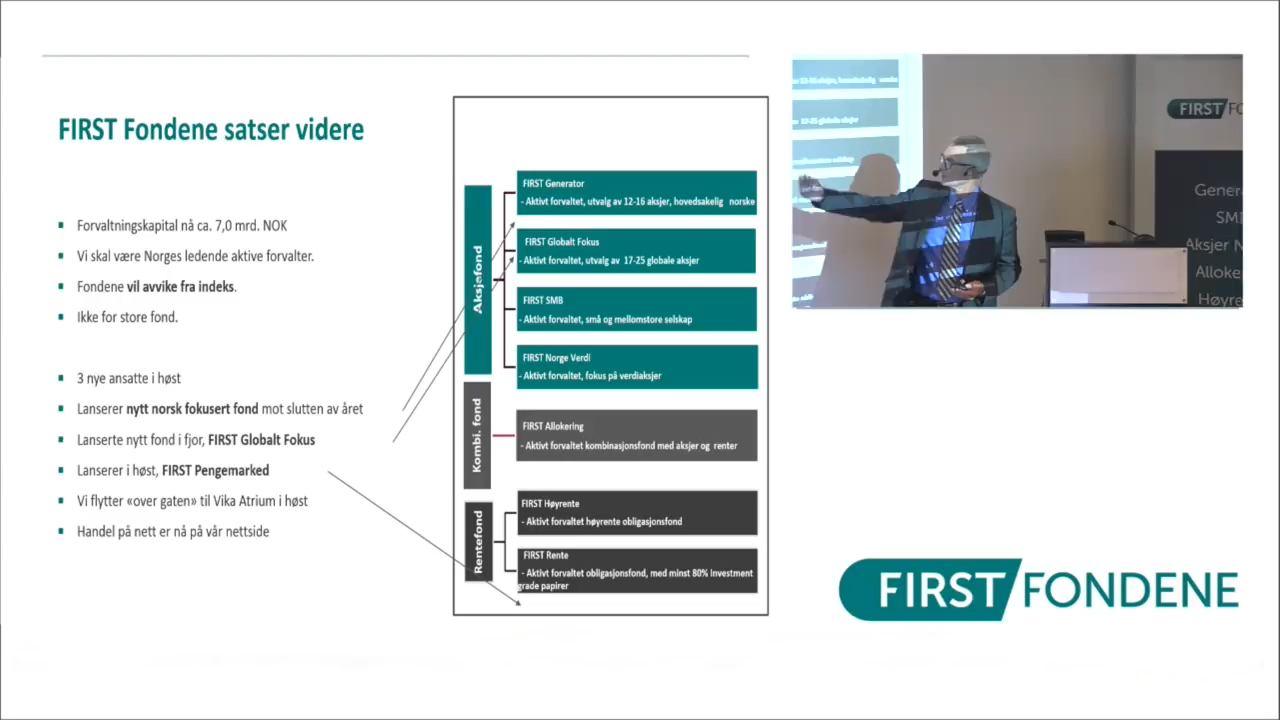 FIRST Fondene satser videre
Forvaltningskapital nå ca. 7,0 mrd. NOK
Vi skal være Norges ledende aktive forvalter.
Fondene vil avvike fra indeks.
Ikke for store fond.
3 nye ansatte i høst
Lanserer nytt norsk fokusert fond mot slutten av året
Lanserte nytt fond i fjor, FIRST Globalt Fokus
Lanserer i høst, FIRST Pengemarked
Vi flytter «over gaten» til Vika Atrium i høst
Handel på nett er nå på vår nettside
Aksjefond
FIRST Generator
- Aktivt forvaltet, utvalg av 12-16 aksjer, hovedsakelig norske
FIRST Globalt Fokus
- Aktivt forvaltet, utvalg av 17-25 globale aksjer
FIRST SMB
- Aktivt forvaltet, små og mellomstore selskap
FIRST Norge Verdi
- Aktivt forvaltet, fokus på verdiaksjer
Kombi. fond
FIRST Allokering
- Aktivt forvaltet kombinasjonsfond med aksjer og renter
Rentefond
FIRST Høyrente
- Aktivt forvaltet høyrente obligasjonsfond
FIRST Rente
- Aktivt forvaltet obligasjonsfond, med minst 80% Investment
grade papirer
FIRST FO
Genera
SMB
Aksjer N
Alloke
Høyre
FIRST FONDENE